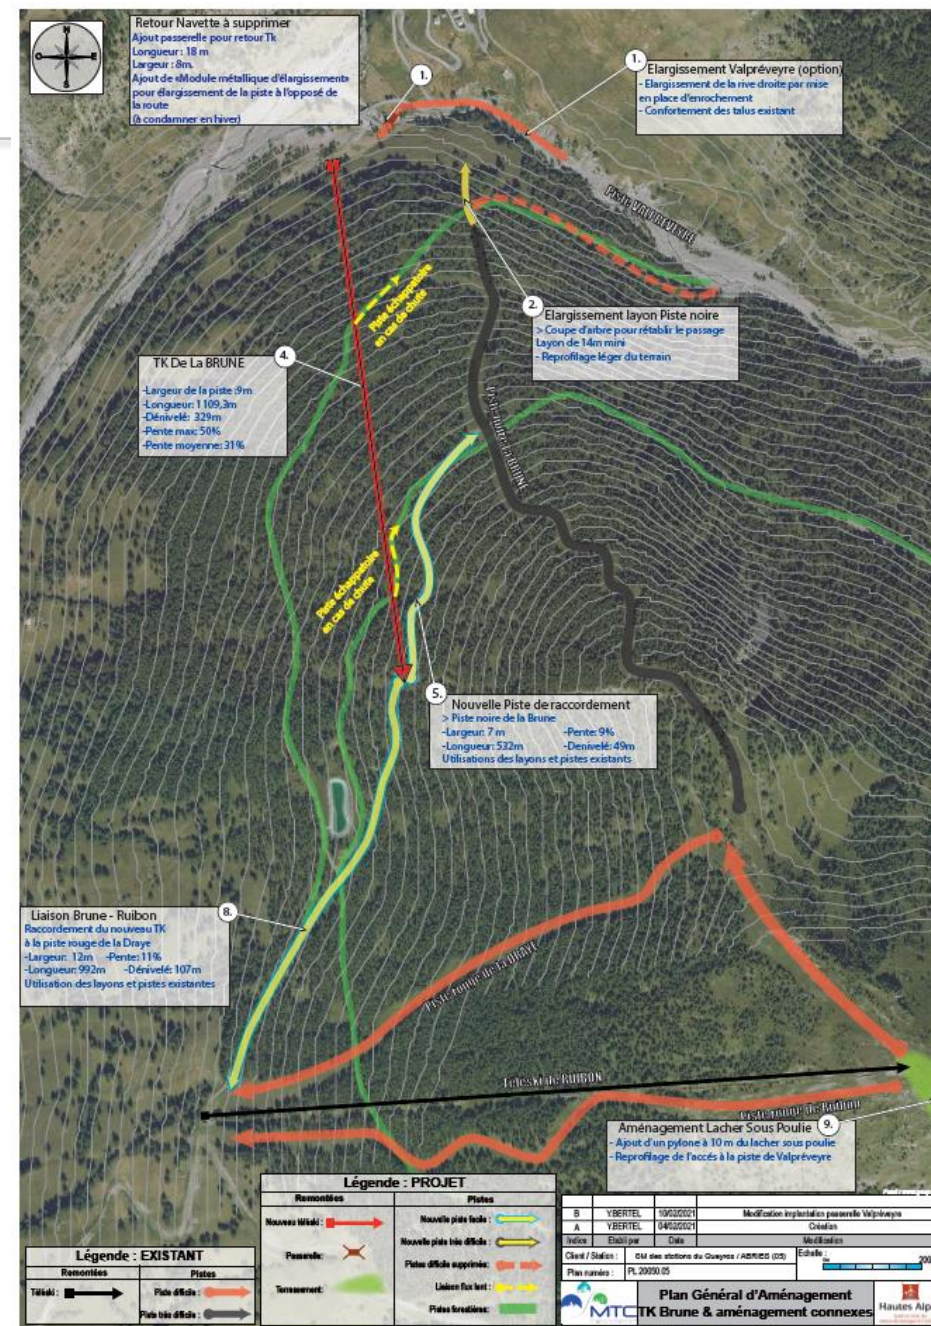 Retour Navette à supprimer
Ajout passerelle pour retour Tk
Longueur : 18 m
Largeur : 8m.
Ajout de «Module métallique d'élargissement»
pour élargissement de la piste à l'opposé de
la route
(à condamner en hiver)
N
O
E
S
1.
1.
Elargissement Valpréveyre (option)
- Elargissement de la rive droite par mise
en place d'enrochement
- Confortement des talus existant
Piste VALPREVEYRE
Piste échappatoire
en cas de chute
2.
Elargissement layon Piste noire
> Coupe d'arbre pour rétablir le passage
Layon de 14m mini
- Reprofilage léger du terrain
4.
TK De La BRUNE
-Largeur de la piste :9m
-Longueur: 1109,3m
-Dénivelé: 329m
-Pente max: 50%
-Pente moyenne: 31%
la BRUNE
Piste échappatoire
en cas de chute
5.
Nouvelle Piste de raccordement
> Piste noire de la Brune
-Largeur: 7 m -Pente: 9%
-Longueur: 532m -Denivelé: 49m
Utilisations des layons et pistes existants
8.
Liaison Brune - Ruibon
Raccordement du nouveau TK
à la piste rouge de la Draye
-Largeur: 12m -Pente: 11%
-Longueur: 992m -Dénivelé: 107m
Utilisation des layons et pistes existantes
Piste rouge de la DRAYE
Téléski de RUIBON
Piste rouge de Ruibon
9.
Aménagement Lacher Sous Poulie
- Ajout d'un pylone à 10 m du lacher sous poulie
- Reprofilage de l'accés à la piste de Valpréveyre
Légende : PROJET
Remontées
Pistes
Nouveau téléski :
Nouvelle piste facile :
Passerelle:
Nouvelle piste très difficile :
Pistes difficile supprimée:
Terrassement:
Liaison flux lent :
Pistes forestières:
Légende : EXISTANT
Remontées
Pistes
Téléski :
Piste difficile :
Piste très difficile :
B Y.BERTEL 10/02/2021 Modification implantation passerelle Valpréveyre
A Y.BERTEL 04/02/2021 Création
Indice Etabli par Date Modification
Client / Station : SM des stations du Queyras / ABRIES (05)
Echelle :
0m
200
Plan numéro : PL 20050.05
MTC
Plan Général d'Aménagement
TK Brune & aménagement connexes
Hautes Alp